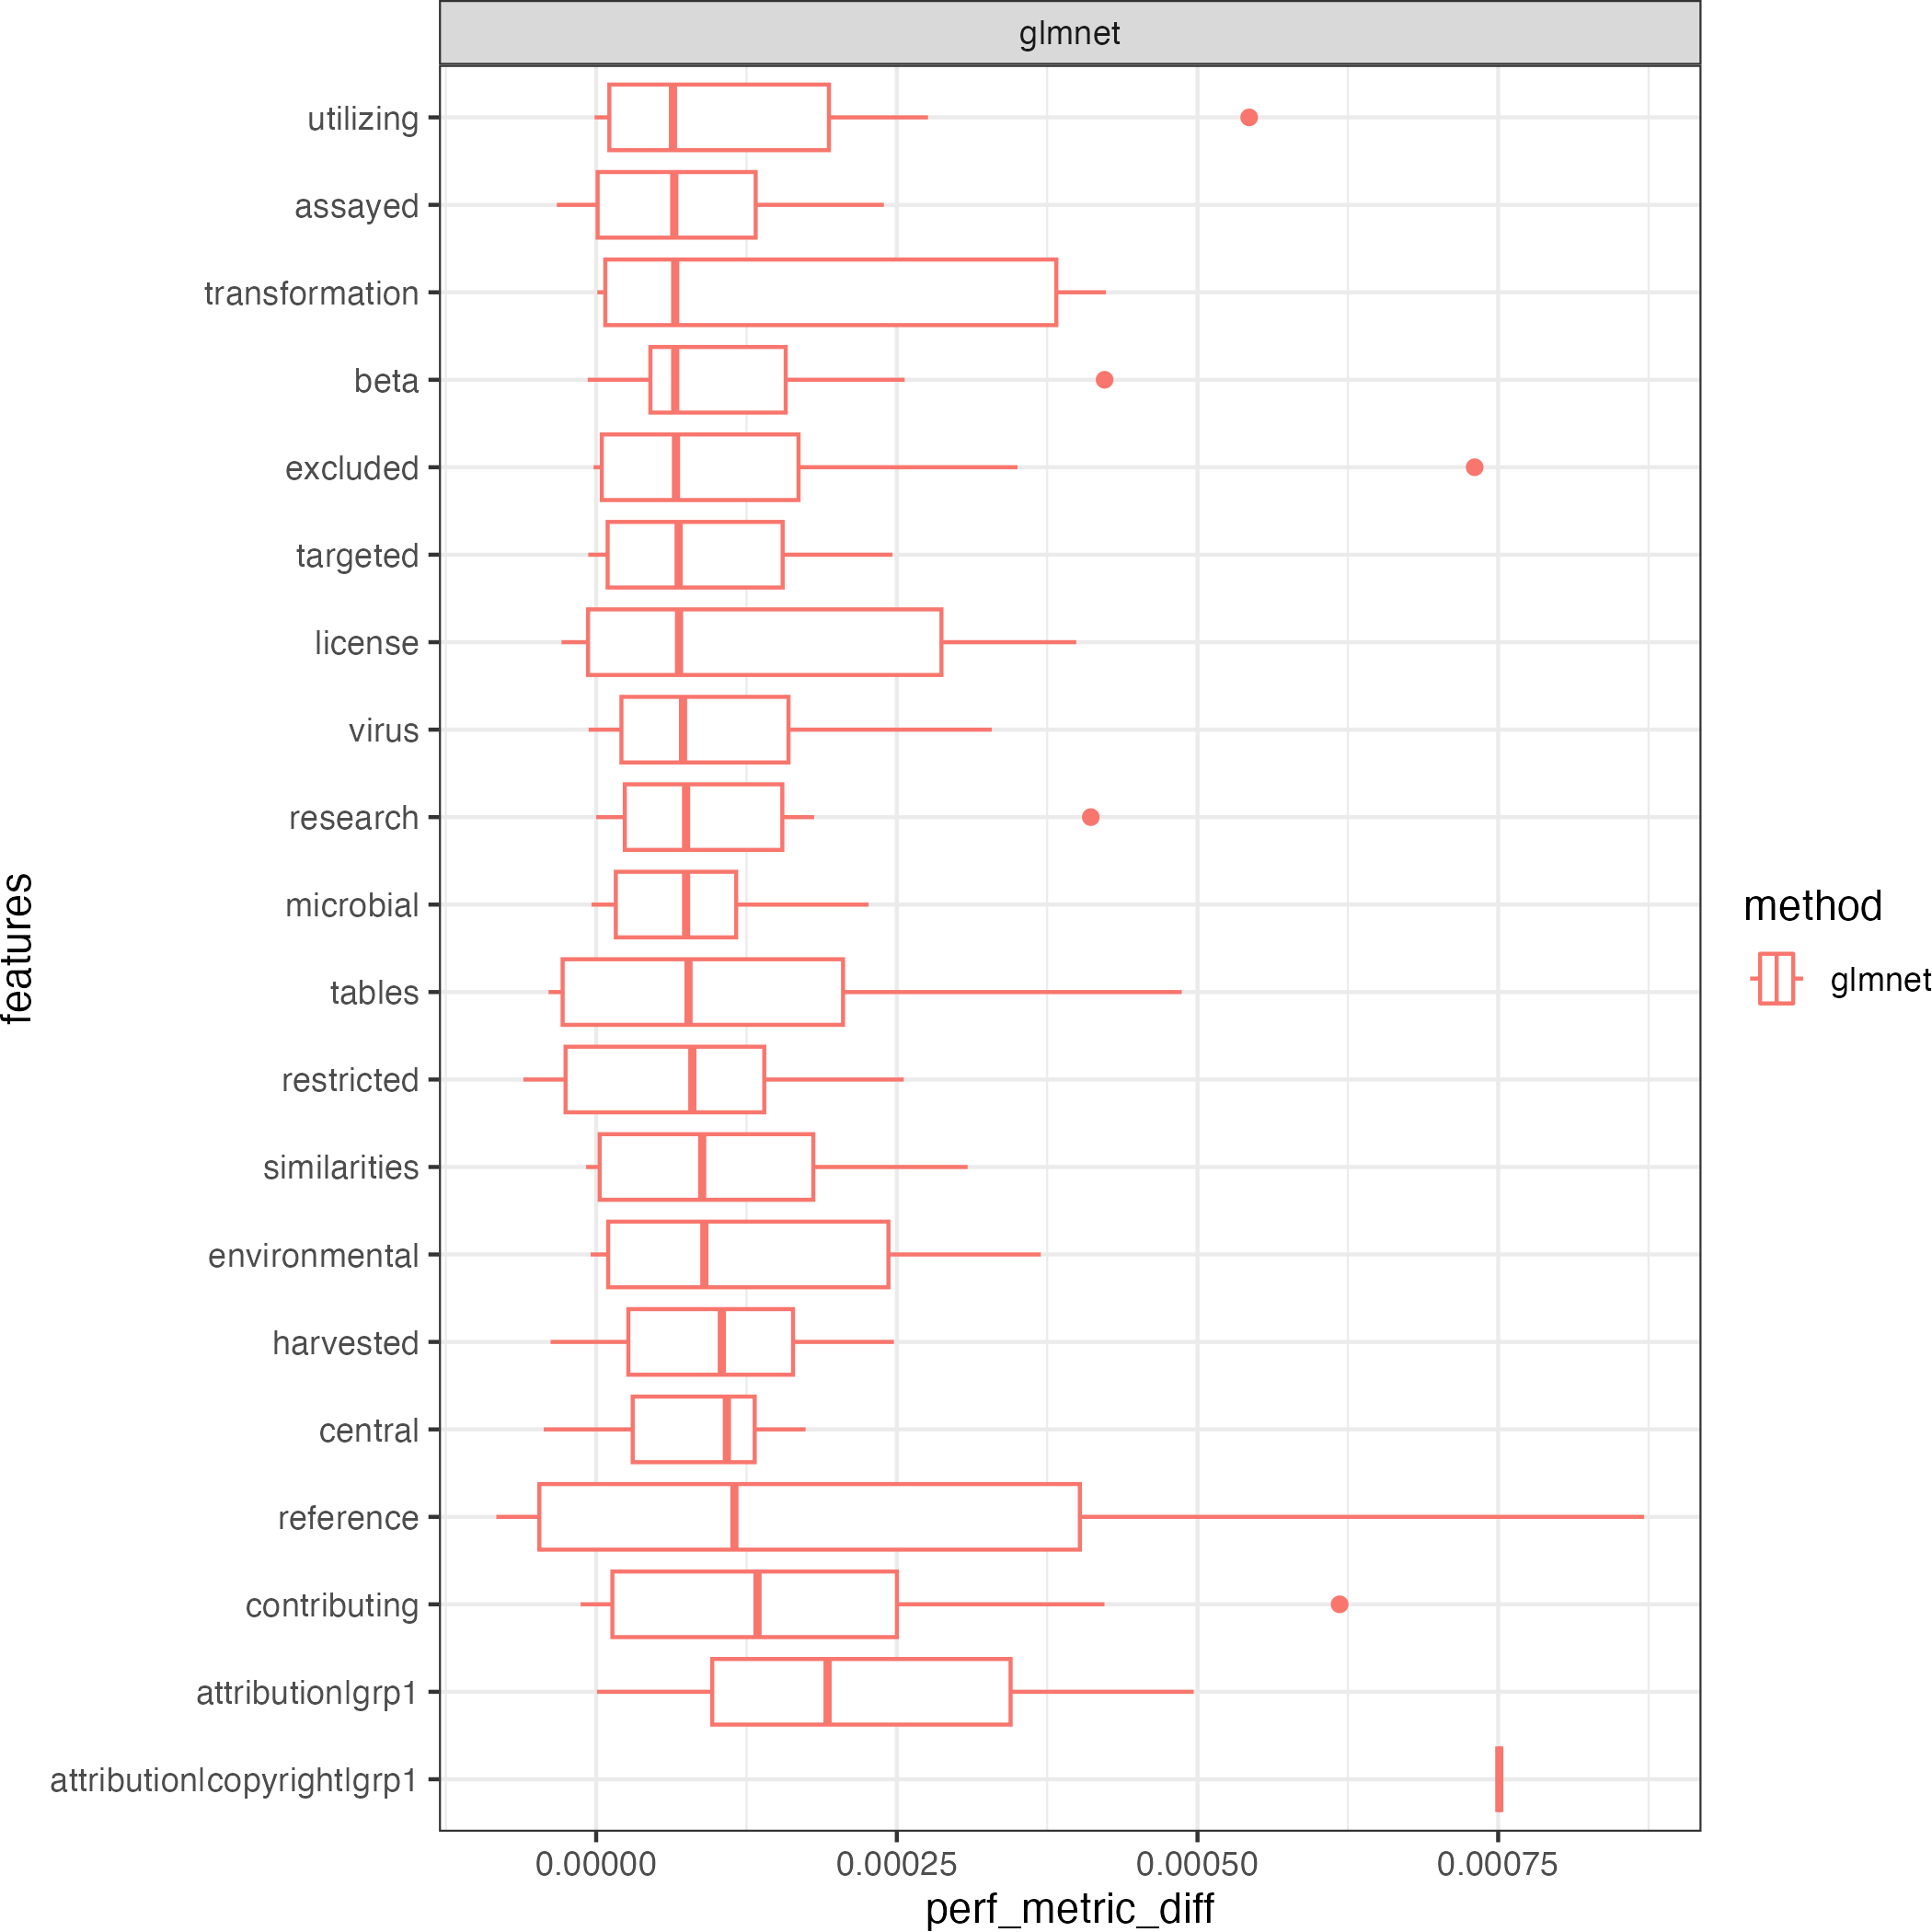 glmnet
utilizing
assayed
transformation
beta
excluded
targeted
license
virus
research
microbial
tables
restricted
similarities
environmental
harvested
central
reference
contributing
attribution|grp1
attribution|copyright|grp1
features
0.00000 0.00025 0.00050 0.00075
perf_metric_diff
method
glmnet